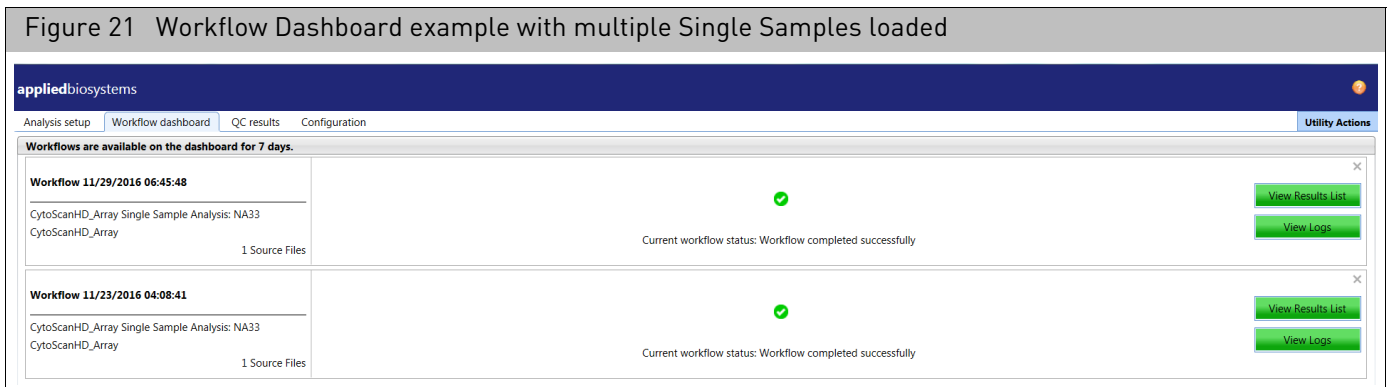 Figure 21 Workflow Dashboard example with multiple Single Samples loaded
appliedbiosystems
Analysis setup Workflow dashboard QC results Configuration Utility Actions
Workflows are available on the dashboard for 7 days.
Workflow 11/29/2016 06:45:48
CytoScanHD_Array Single Sample Analysis: NA33
CytoScanHD_Array
1 Source Files
Current workflow status: Workflow completed successfully
View Results List
View Logs
Workflow 11/23/2016 04:08:41
CytoScanHD_Array Single Sample Analysis: NA33
CytoScanHD_Array
1 Source Files
Current workflow status: Workflow completed successfully
View Results List
View Logs